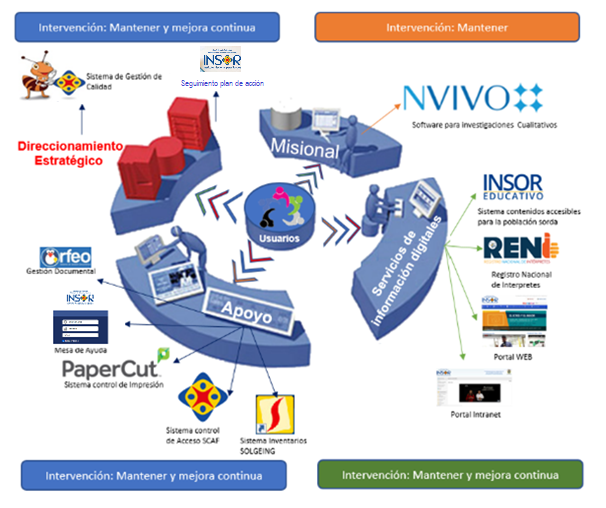 Intervención: Mantener y mejora continua
Intervención: Mantener
INSOR
Seguimiento plan de acción
Sistema de Gestión de
Calidad
Direccionamiento
Estratégico
Misional
NVIVO
Software para Investigaciones Cualitativos
Usuarios
Servicios de
información digitales
INSOR
EDUCATIVO
Sistema contenidos accesibles
para la población sorda
RENI
Registro Nacional
de Interpretes
Portal WEB
Portal Intranet
Orfeo
Gestión Documental
INSOR
Mesa de Ayuda
Apoyo
PaperCut
Sistema control de Impresión
Sistema control
de Acceso SCAF
Sistema Inventarios
SOLGEING
Intervención: Mantener y mejora continua
Intervención: Mantener y mejora continua